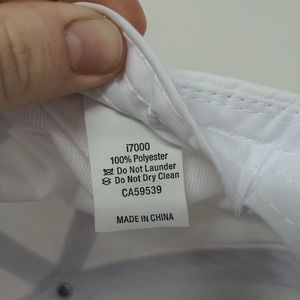 i7000
100% Polyester
Do Not Launder
Do Not Dry Clean
CA59539
MADE IN CHINA